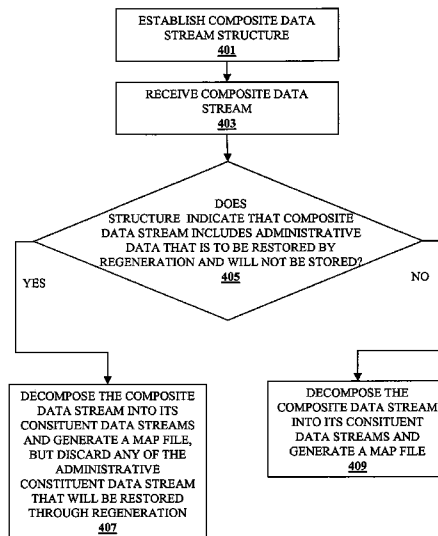 ESTABLISH COMPOSITE DATA
STREAM STRUCTURE
401
RECEIVE COMPOSITE DATA
STREAM
403
DOES
STRUCTURE INDICATE THAT COMPOSITE
DATA STREAM INCLUDES ADMINISTRATIVE
DATA THAT IS TO BE RESTORED BY
REGENERATION AND WILL NOT BE STORED?
405
YES
NO
DECOMPOSE THE COMPOSITE
DATA STREAM INTO ITS
CONSITUENT DATA STREAMS
AND GENERATE A MAP FILE,
BUT DISCARD ANY OF THE
ADMINISTRATIVE
CONSTITUENT DATA STREAM
THAT WILL BE RESTORED
THROUGH REGENERATION
407
DECOMPOSE THE
COMPOSITE DATA STREAM
INTO ITS CONSITUENT
DATA STREAMS AND
GENERATE A MAP FILE
409